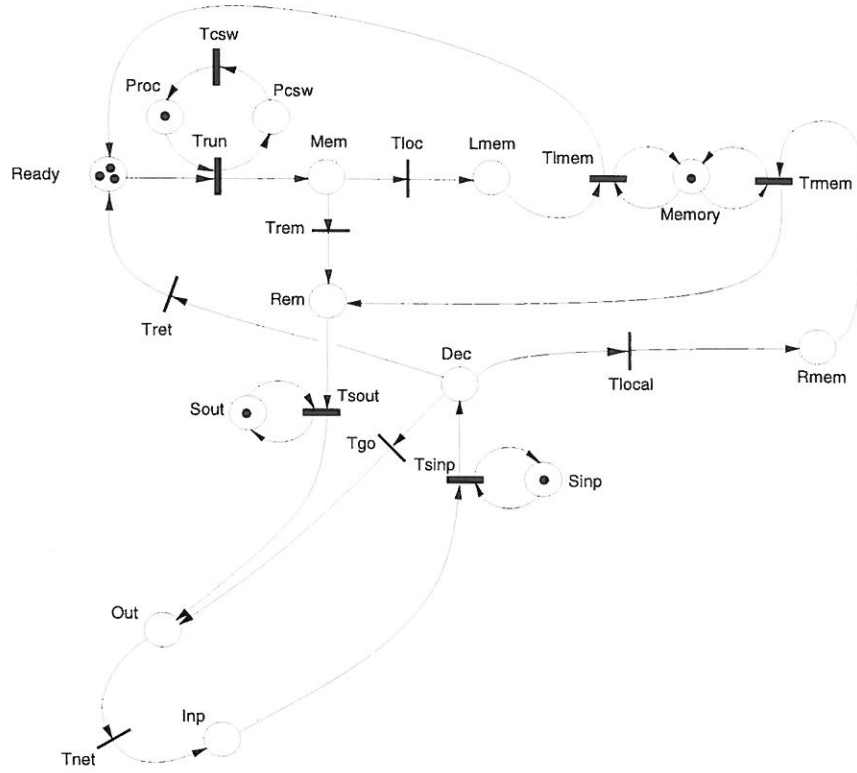 Tcsw
Proc
Pcsw
Trun
Mem
Tloc
Lmem
Tlmem
Ready
Trmem
Memory
Trem
Rem
Tret
Dec
Rmem
Tlocal
Sout
Tsout
Tgo
Tsinp
Sinp
Out
Inp
Tnet